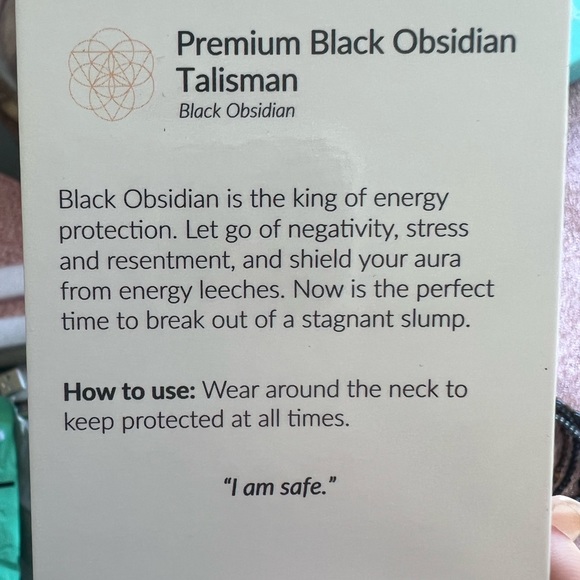 Premium Black Obsidian
Talisman
Black Obsidian
Black Obsidian is the king of energy
protection. Let go of negativity, stress
and resentment, and shield your aura
from energy leeches. Now is the perfect
time to break out of a stagnant slump.
How to use: Wear around the neck to
keep protected at all times.
“I am safe.”